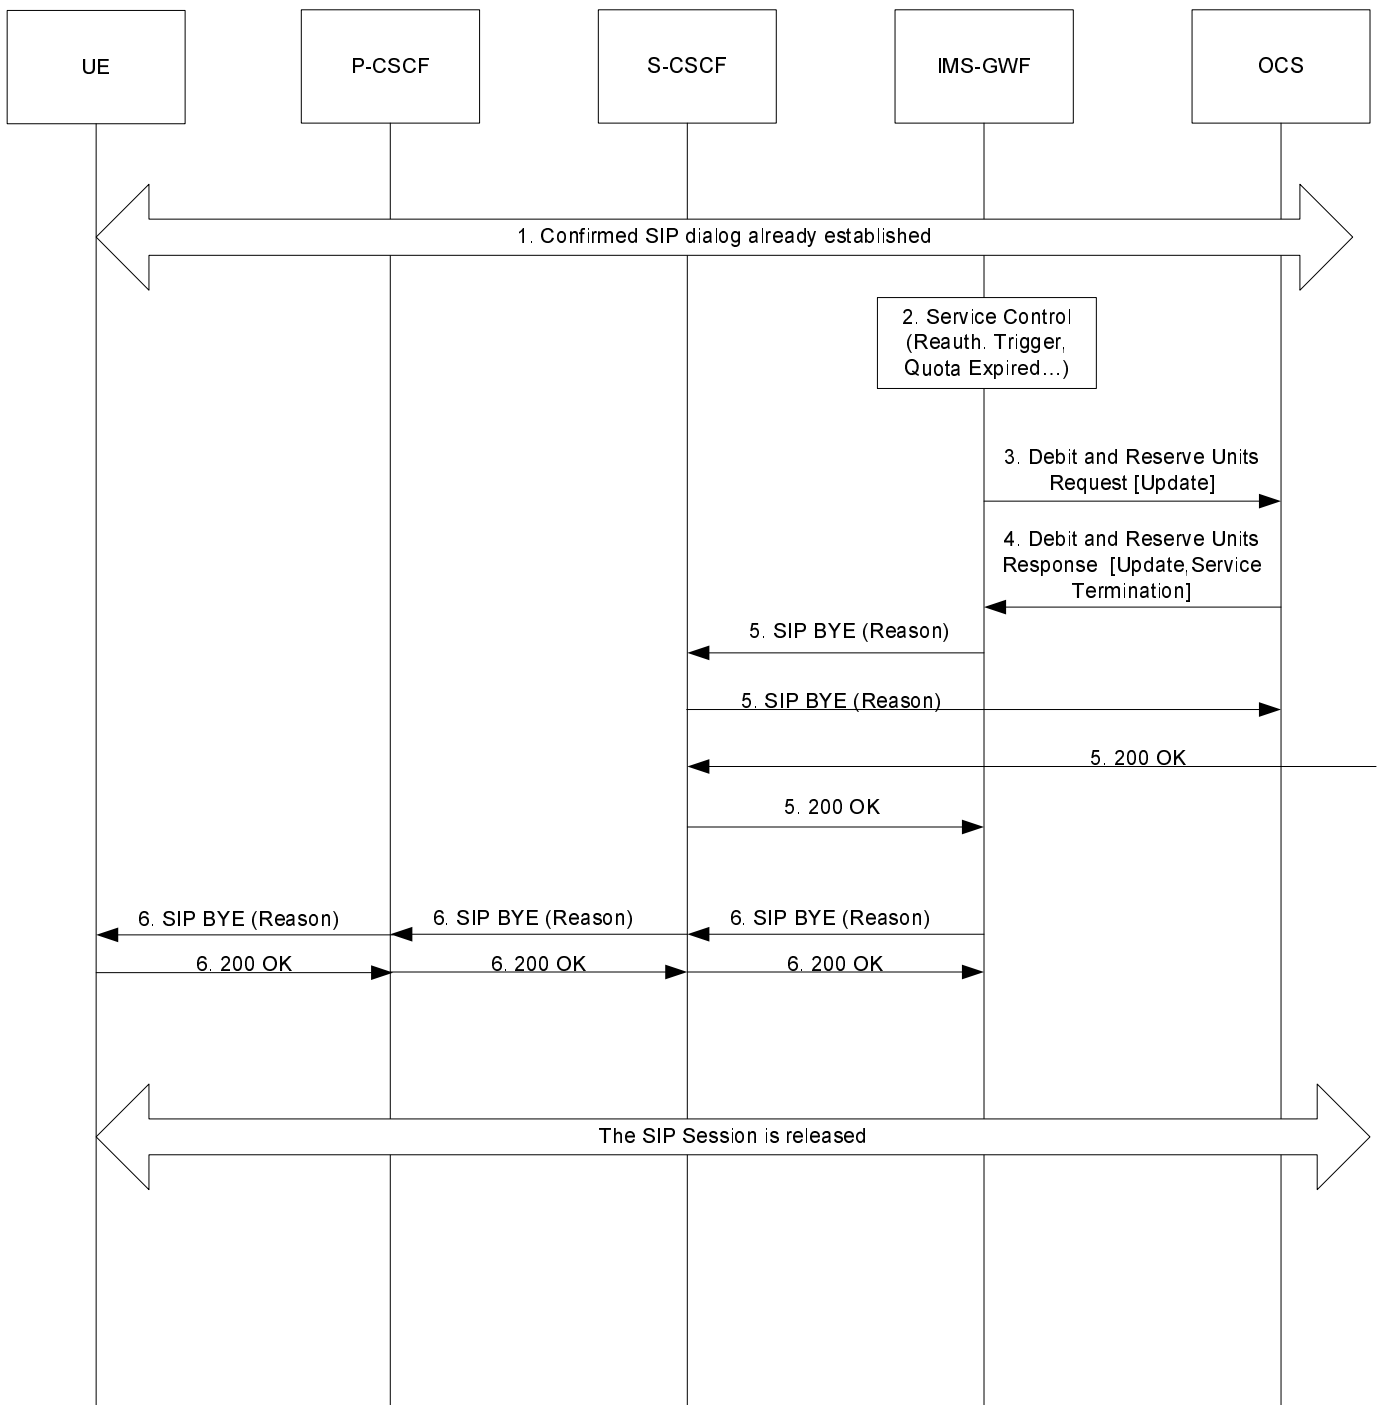 UE
P-CSCF
S-CSCF
IMS-GWF
OCS
1. Confirmed SIP dialog already established
2. Service Control
(Reauth. Trigger,
Quota Expired…)
3. Debit and Reserve Units
Request [Update]
4. Debit and Reserve Units
Response [Update,Service
Termination]
5. SIP BYE (Reason)
5. SIP BYE (Reason)
5. 200 OK
5. 200 OK
6. SIP BYE (Reason)
6. SIP BYE (Reason)
6. SIP BYE (Reason)
6. 200 OK
6. 200 OK
6. 200 OK
The SIP Session is released